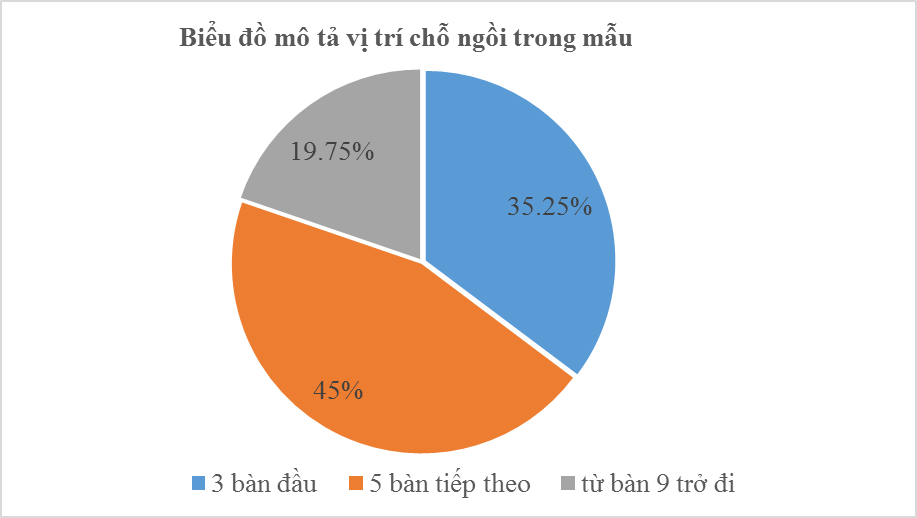 Biểu đồ mô tả vị trí chỗ ngồi trong mẫu
19.75%
35.25%
45%
3 bàn đầu 5 bàn tiếp theo từ bàn 9 trở đi